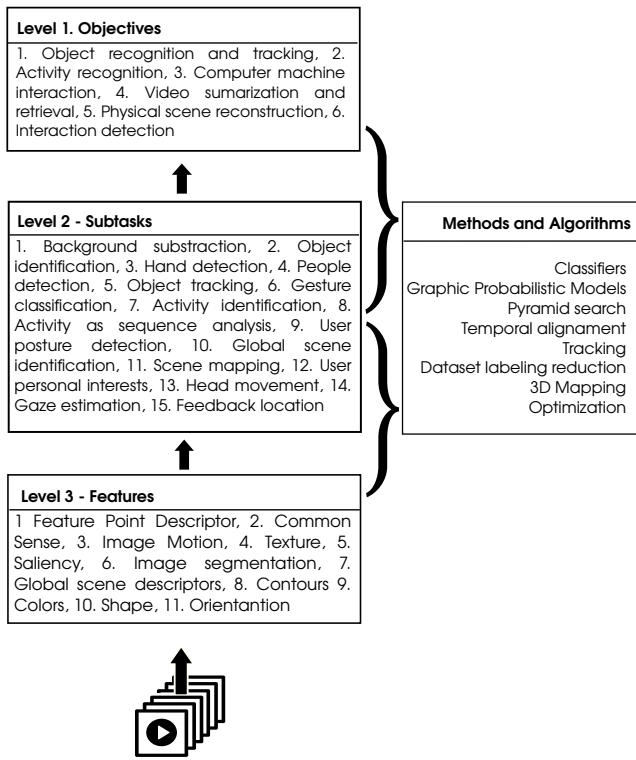 Level 1. Objectives
1. Object recognition and tracking, 2.
Activity recognition, 3. Computer machine
interaction, 4. Video sumarization and
retrieval, 5. Physical scene reconstruction, 6.
Interaction detection
Level 2 - Subtasks
1. Background substraction, 2. Object
identification, 3. Hand detection, 4. People
detection, 5. Object tracking, 6. Gesture
classification, 7. Activity identification, 8.
Activity as sequence analysis, 9. User
posture detection, 10. Global scene
identification, 11. Scene mapping, 12. User
personal interests, 13. Head movement, 14.
Gaze estimation, 15. Feedback location
Level 3 - Features
1 Feature Point Descriptor, 2. Common
Sense, 3. Image Motion, 4. Texture, 5.
Saliency, 6. Image segmentation, 7.
Global scene descriptors, 8. Contours 9.
Colors, 10. Shape, 11. Orientantion
Methods and Algorithms
Classifiers
Graphic Probabilistic Models
Pyramid search
Temporal alignament
Tracking
Dataset labeling reduction
3D Mapping
Optimization